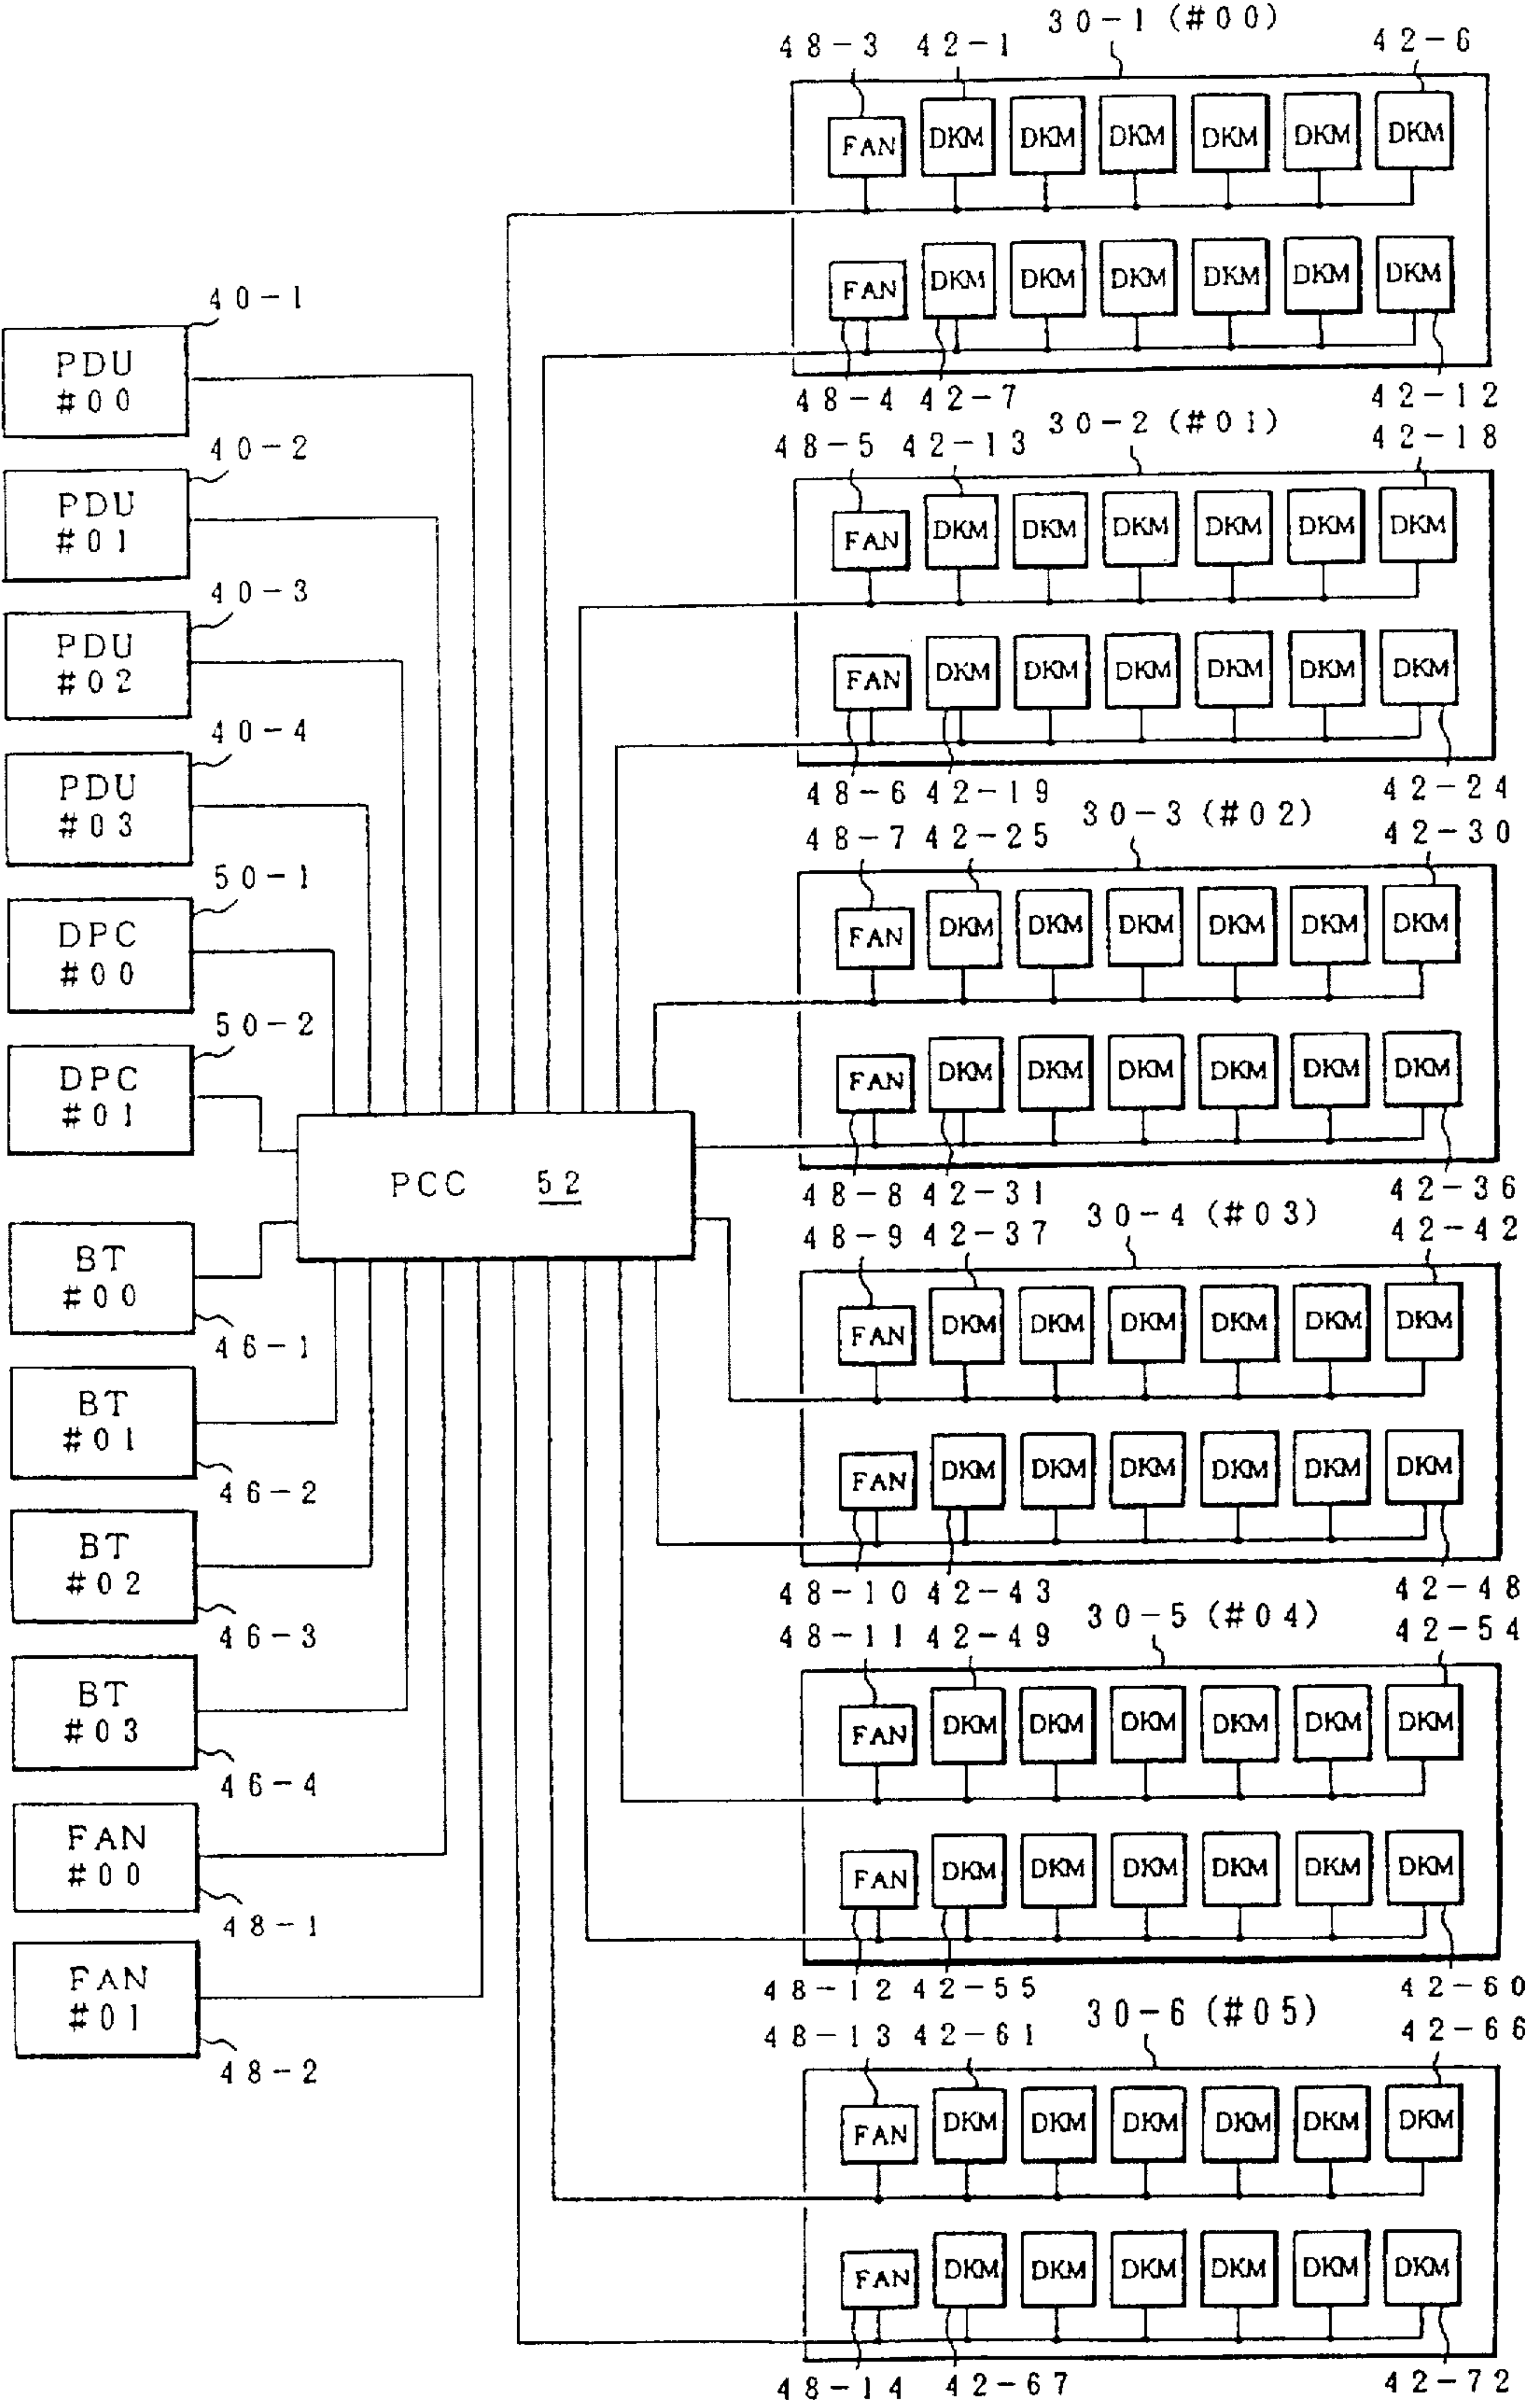 30-1 (#00)
48-3 42-1 42-6
FAN DKM DKM DKM DKM DKM DKM
FAN DKM DKM DKM DKM DKM DKM
48-4 42-7 42-12
30-2 (#01)
48-5 42-13 42-18
FAN DKM DKM DKM DKM DKM DKM
FAN DKM DKM DKM DKM DKM DKM
48-6 42-19 42-24
30-3 (#02)
48-7 42-25 42-30
FAN DKM DKM DKM DKM DKM DKM
FAN DKM DKM DKM DKM DKM DKM
48-8 42-31 42-36
30-4 (#03)
48-9 42-37 42-42
FAN DKM DKM DKM DKM DKM DKM
FAN DKM DKM DKM DKM DKM DKM
48-10 42-43 42-48
30-5 (#04)
48-11 42-49 42-54
FAN DKM DKM DKM DKM DKM DKM
FAN DKM DKM DKM DKM DKM DKM
48-12 42-55 42-60
30-6 (#05)
48-13 42-61 42-66
FAN DKM DKM DKM DKM DKM DKM
FAN DKM DKM DKM DKM DKM DKM
48-14 42-67 42-72
40-1
PDU
#00
40-2
PDU
#01
40-3
PDU
#02
40-4
PDU
#03
50-1
DPC
#00
50-2
DPC
#01
PCC 52
BT
#00
46-1
BT
#01
46-2
BT
#02
46-3
BT
#03
46-4
FAN
#00
48-1
FAN
#01
48-2